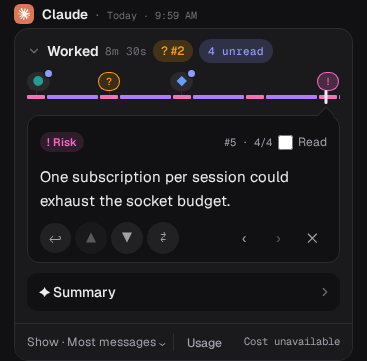 Claude · Today · 9:59 AM
Worked 8m 30s ? #2 4 unread
? !
! Risk #5 · 4/4 Read
One subscription per session could
exhaust the socket budget.
Summary
Show · Most messages Usage Cost unavailable